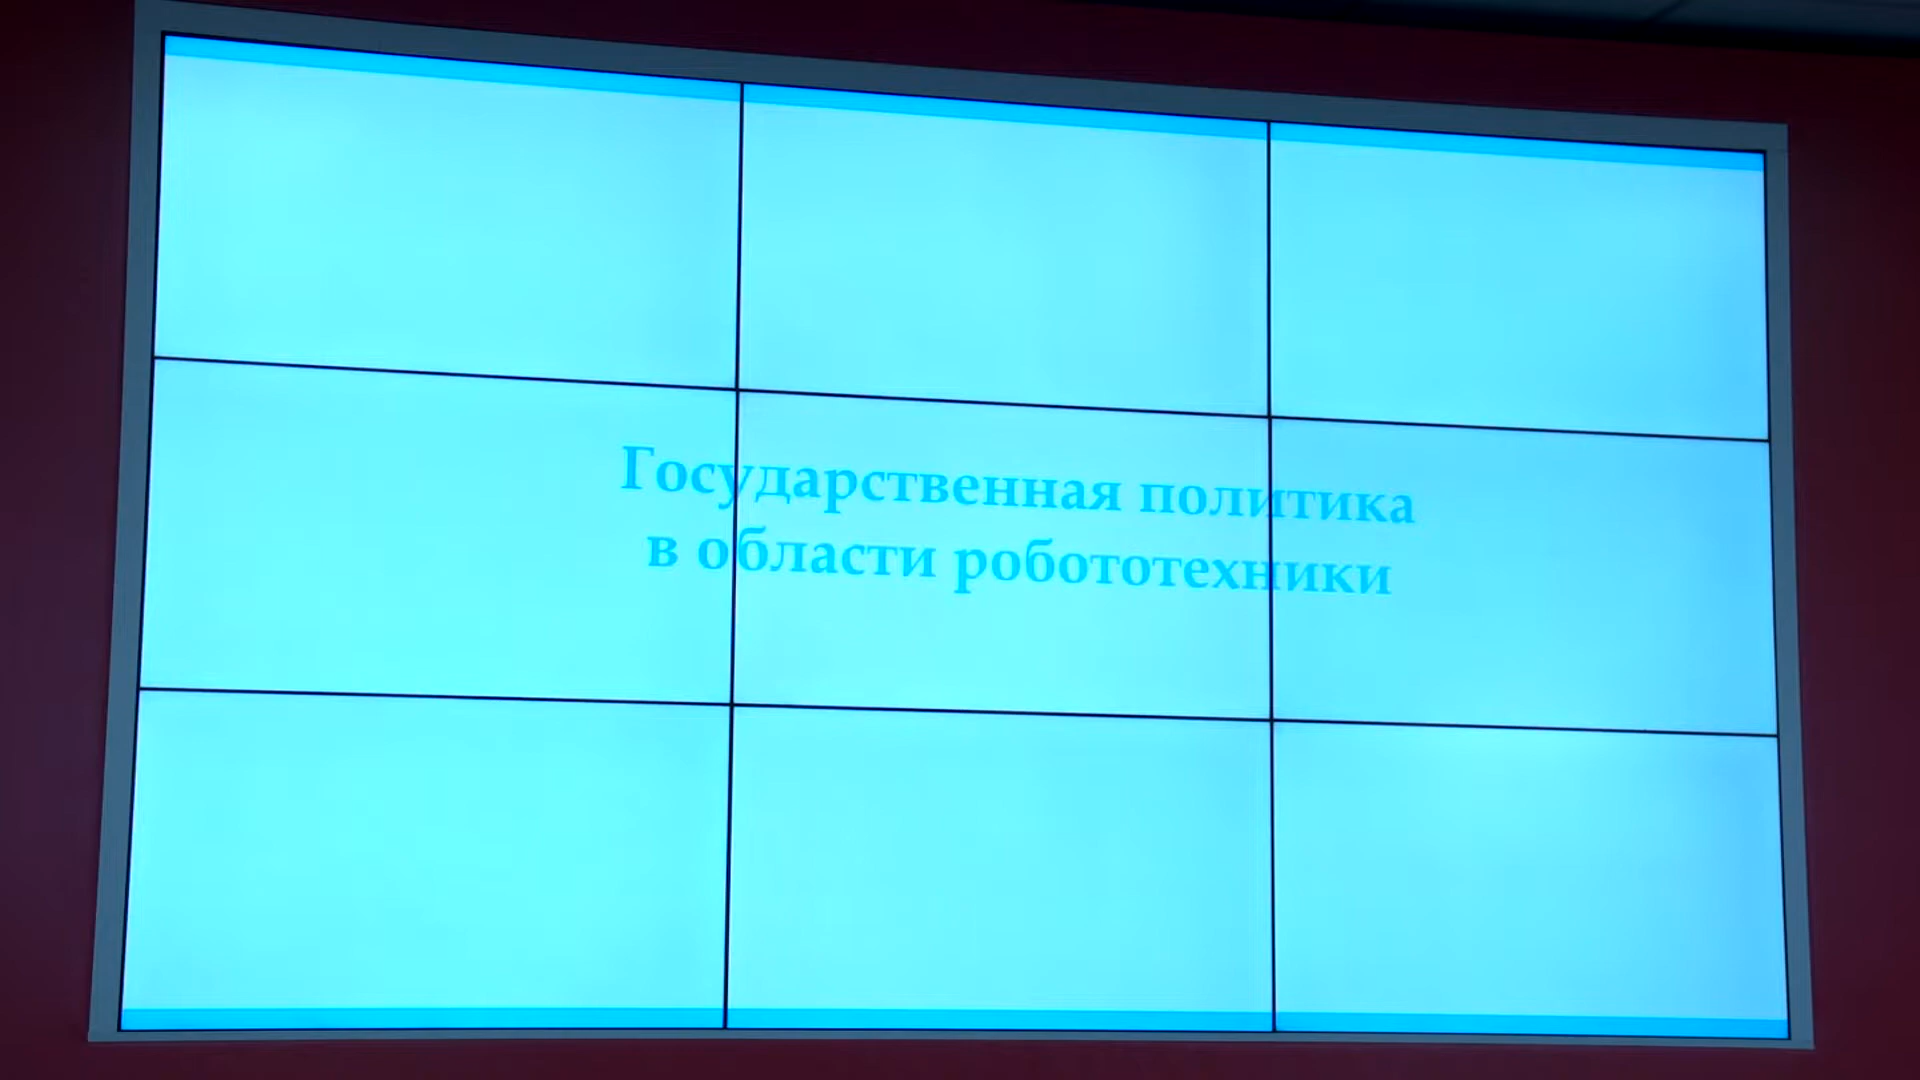 Государственная политика
в области робототехники